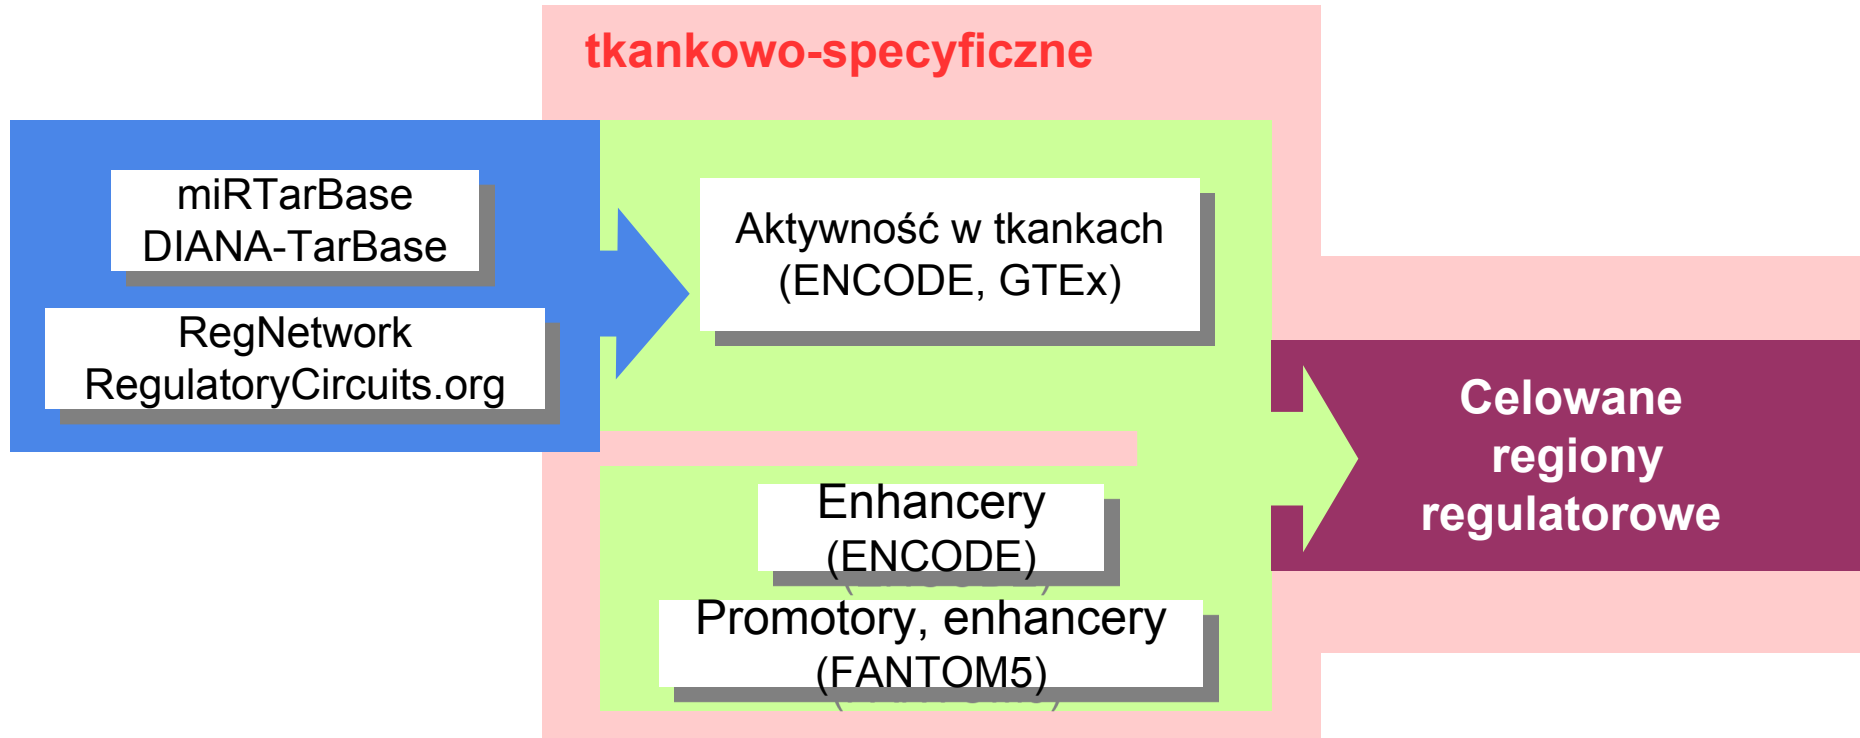 tkankowo-specyficzne
miRTarBase
DIANA-TarBase
RegNetwork
RegulatoryCircuits.org
Aktywność w tkankach
(ENCODE, GTEx)
Enhancery
(ENCODE)
Promotory, enhancery
(FANTOM5)
Celowane
regiony
regulatorowe